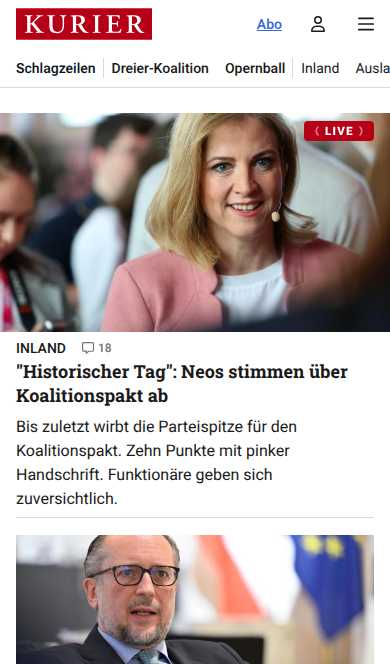 KURIER
Abo
Schlagzeilen
Dreier-Koalition
Opernball
Inland
Ausla
LIVE
INLAND
18
"Historischer Tag": Neos stimmen über
Koalitionspakt ab
Bis zuletzt wirbt die Parteispitze für den
Koalitionspakt. Zehn Punkte mit pinker
Handschrift. Funktionäre geben sich
zuversichtlich.